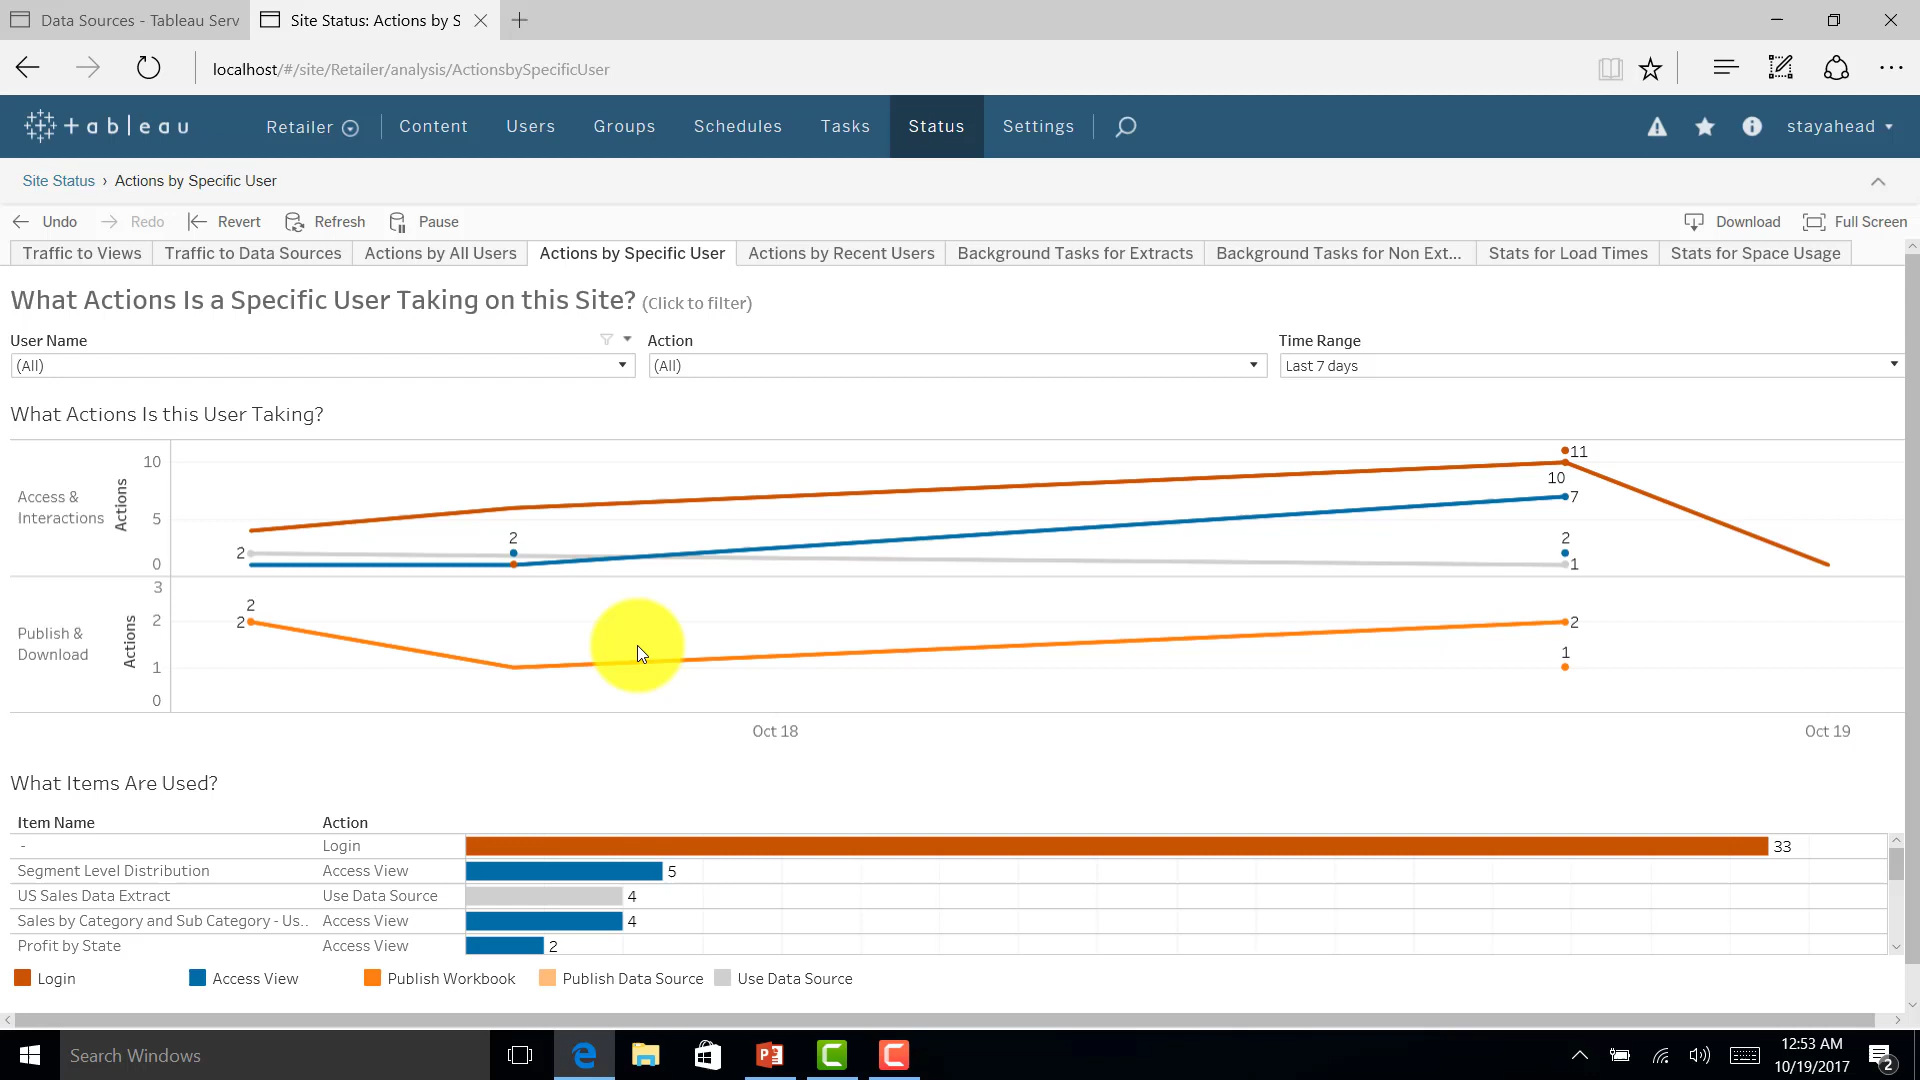 Data Sources - Tableau Serv
Site Status: Actions by S
localhost/#/site/Retailer/analysis/ActionsbySpecificUser
+ableau Retailer Content Users Groups Schedules Tasks Status Settings stayahead
Site Status › Actions by Specific User
Undo Redo Revert Refresh Pause Download Full Screen
Traffic to Views Traffic to Data Sources Actions by All Users Actions by Specific User Actions by Recent Users Background Tasks for Extracts Background Tasks for Non Ext... Stats for Load Times Stats for Space Usage
What Actions Is a Specific User Taking on this Site? (Click to filter)
User Name Action Time Range
(All) (All) Last 7 days
What Actions Is this User Taking?
Access & Interactions
Actions
10
5
0
2
2
11
10
7
2
1
Publish & Download
Actions
3
2
1
0
2
2
2
1
Oct 18 Oct 19
What Items Are Used?
Item Name Action
- Login 33
Segment Level Distribution Access View 5
US Sales Data Extract Use Data Source 4
Sales by Category and Sub Category - Us.. Access View 4
Profit by State Access View 2
Login Access View Publish Workbook Publish Data Source Use Data Source
Search Windows
12:53 AM
10/19/2017
2